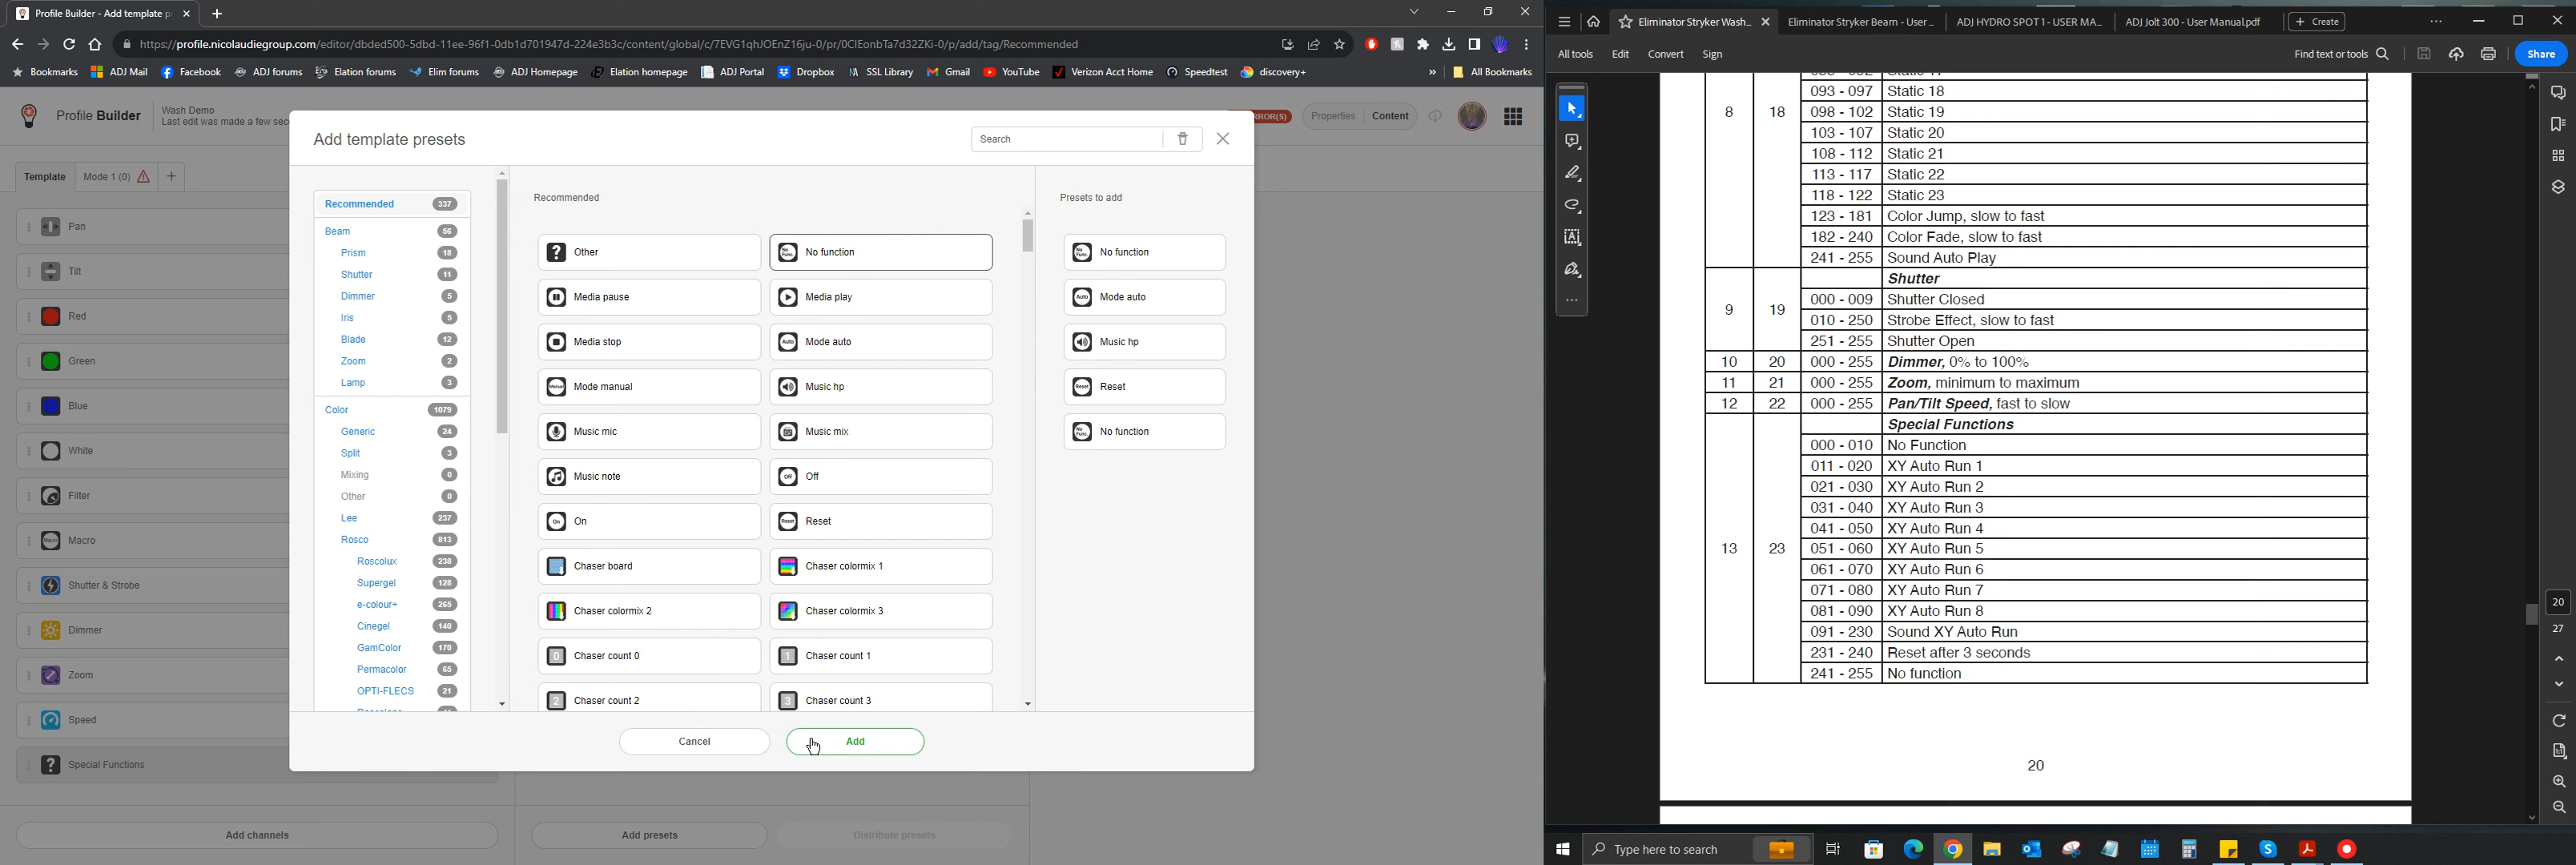 Profile Builder - Add template p
https://profile.nicolaudiegroup.com/editor/dbded500-5dbd-11ee-96f1-0db1d701947d-224e3b3c/content/global/c/7EVG1qhJOEnZ16ju-0/pr/0CIEonbTa7d32ZKi-0/p/add/tag/Recommended
Bookmarks ADJ Mail Facebook ADJ forums Elation forums Elim forums ADJ Homepage Elation homepage ADJ Portal Dropbox SSL Library Gmail YouTube Verizon Acct Home Speedtest discovery+ » All Bookmarks
Profile Builder
Wash Demo
Last edit was made a few sec
RROR(S)
Properties Content
Template Mode 1 (0) +
Pan
Tilt
Red
Green
Blue
White
Filter
Macro
Shutter & Strobe
Dimmer
Zoom
Speed
Special Functions
Add channels
Add presets
Distribute presets
Add template presets
Search
Recommended 337
Beam 56
Prism 18
Shutter 11
Dimmer 5
Iris 5
Blade 12
Zoom 2
Lamp 3
Color 1079
Generic 24
Split 3
Mixing 0
Other 0
Lee 237
Rosco 813
Roscolux 238
Supergel 128
e-colour+ 265
Cinegel 140
GamColor 170
Permacolor 65
OPTI-FLECS 21
Recommended
Other No function
Media pause Media play
Media stop Mode auto
Mode manual Music hp
Music mic Music mix
Music note Off
On Reset
Chaser board Chaser colormix 1
Chaser colormix 2 Chaser colormix 3
Chaser count 0 Chaser count 1
Chaser count 2 Chaser count 3
Presets to add
No function
Mode auto
Music hp
Reset
No function
Cancel Add
Eliminator Stryker Wash... Eliminator Stryker Beam - User ... ADJ HYDRO SPOT 1 - USER MA... ADJ Jolt 300 - User Manual.pdf + Create
All tools Edit Convert Sign Find text or tools Share
093 - 097 Static 18
8 18 098 - 102 Static 19
103 - 107 Static 20
108 - 112 Static 21
113 - 117 Static 22
118 - 122 Static 23
123 - 181 Color Jump, slow to fast
182 - 240 Color Fade, slow to fast
241 - 255 Sound Auto Play
Shutter
9 19 000 - 009 Shutter Closed
010 - 250 Strobe Effect, slow to fast
251 - 255 Shutter Open
10 20 000 - 255 Dimmer, 0% to 100%
11 21 000 - 255 Zoom, minimum to maximum
12 22 000 - 255 Pan/Tilt Speed, fast to slow
Special Functions
000 - 010 No Function
011 - 020 XY Auto Run 1
021 - 030 XY Auto Run 2
031 - 040 XY Auto Run 3
041 - 050 XY Auto Run 4
13 23 051 - 060 XY Auto Run 5
061 - 070 XY Auto Run 6
071 - 080 XY Auto Run 7
081 - 090 XY Auto Run 8
091 - 230 Sound XY Auto Run
231 - 240 Reset after 3 seconds
241 - 255 No function
20
20
27
Type here to search